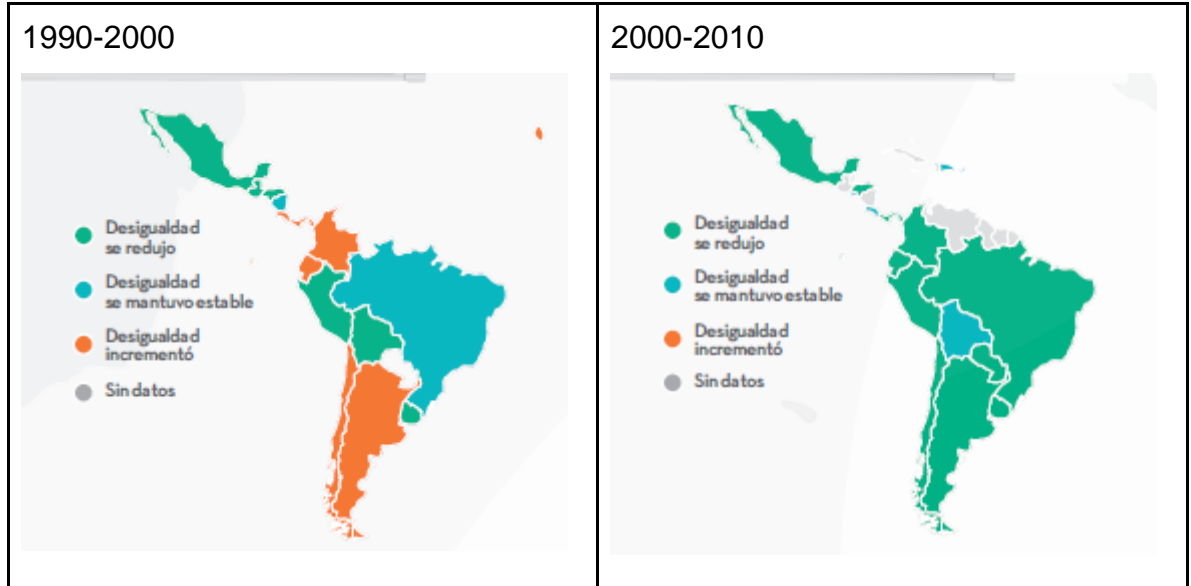 1990-2000
Desigualdad
se redujo
Desigualdad
se mantuvo estable
Desigualdad
incrementó
Sin datos
2000-2010
Desigualdad
se redujo
Desigualdad
se mantuvo estable
Desigualdad
incrementó
Sin datos